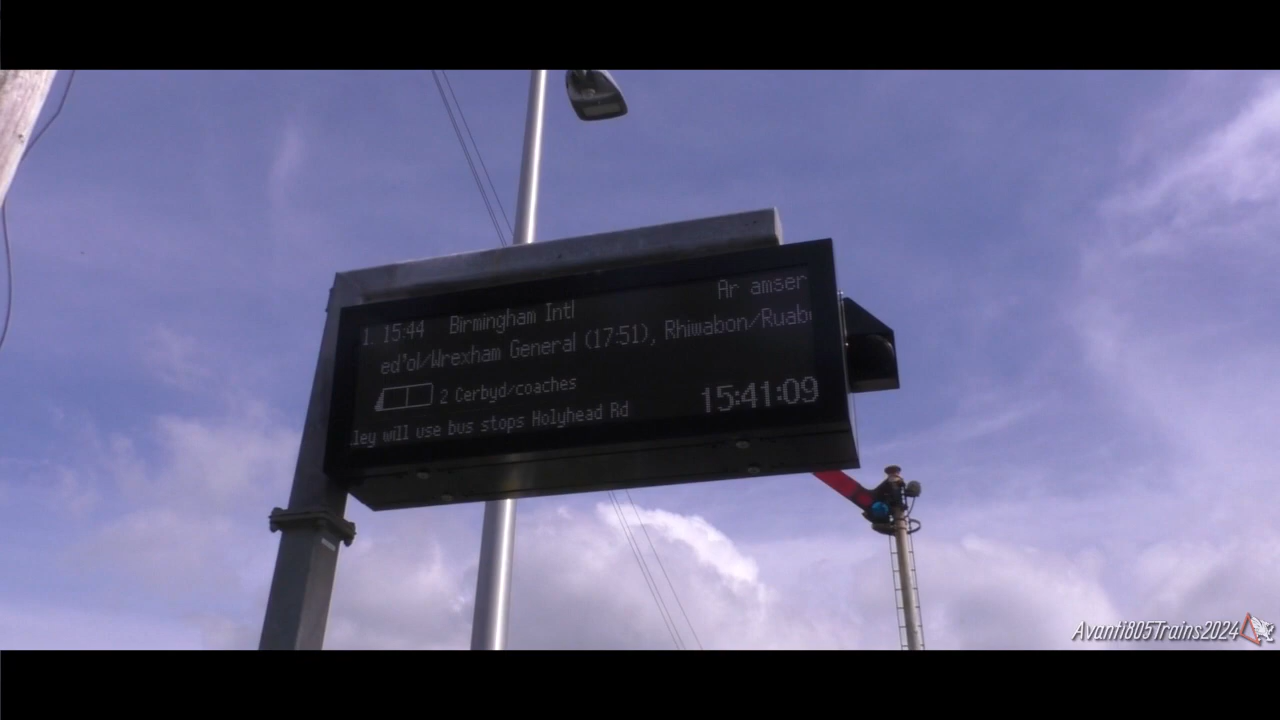 1. 15:44 Birmingham Intl Ar amser
ed'ol/Wrexham General (17:51), Rhiwabon/Ruab
2 Cerbyd/coaches
ley will use bus stops Holyhead Rd
15:41:09
Avanti805Trains2024